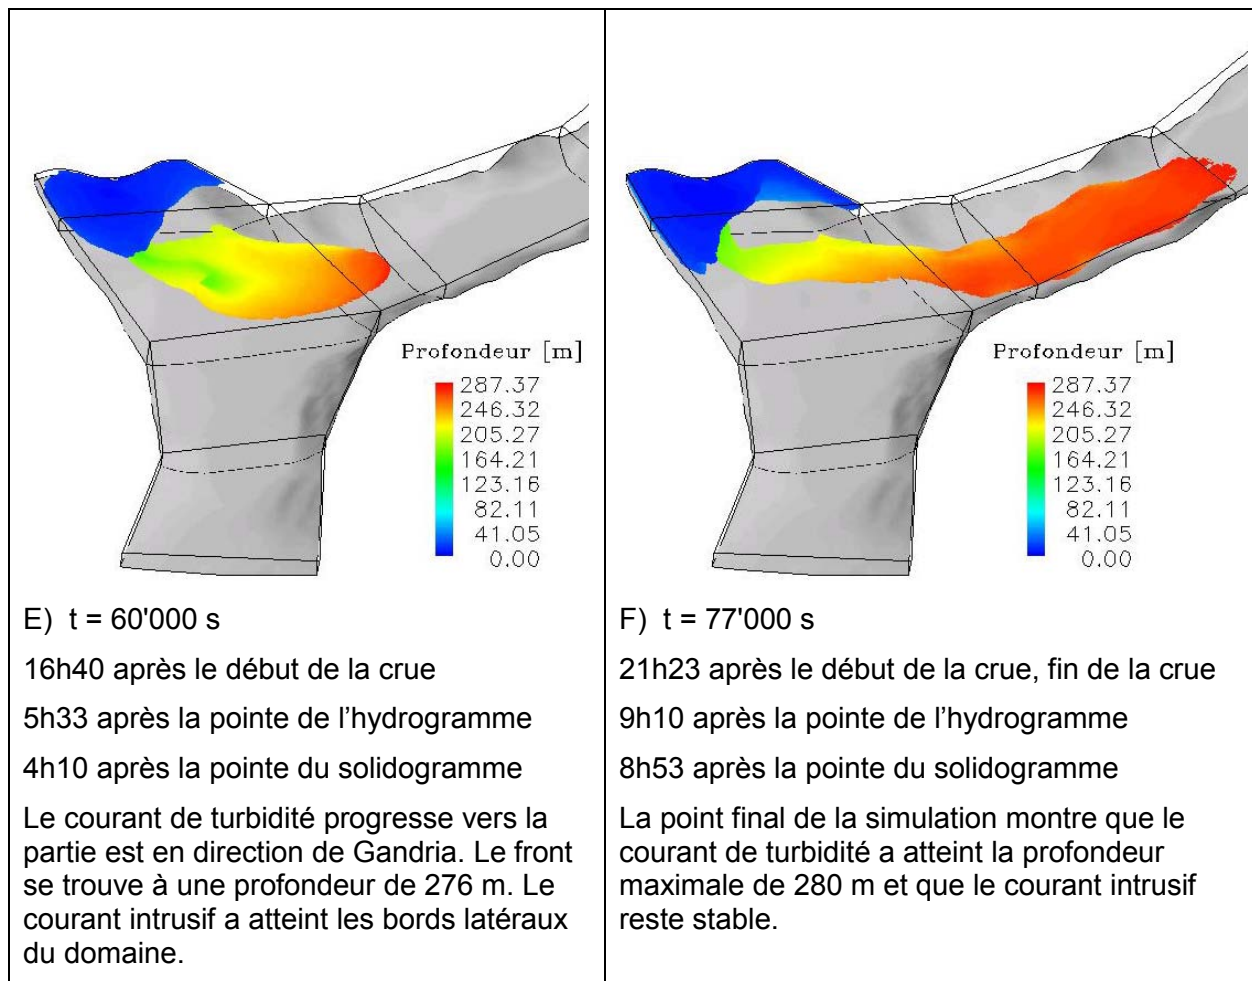 Profondeur [m]
287.37
246.32
205.27
164.21
123.16
82.11
41.05
0.00
E) t = 60'000 s
16h40 après le début de la crue
5h33 après la pointe de l’hydrogramme
4h10 après la pointe du solidogramme
Le courant de turbidité progresse vers la
partie est en direction de Gandria. Le front
se trouve à une profondeur de 276 m. Le
courant intrusif a atteint les bords latéraux
du domaine.
Profondeur [m]
287.37
246.32
205.27
164.21
123.16
82.11
41.05
0.00
F) t = 77'000 s
21h23 après le début de la crue, fin de la crue
9h10 après la pointe de l’hydrogramme
8h53 après la pointe du solidogramme
La point final de la simulation montre que le
courant de turbidité a atteint la profondeur
maximale de 280 m et que le courant intrusif
reste stable.